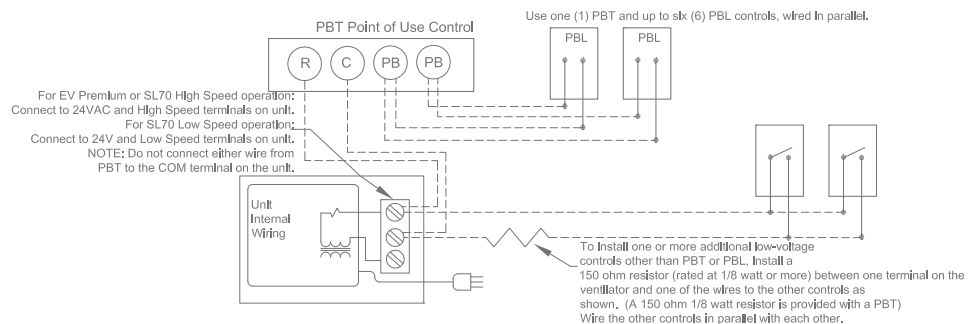 Use one (1) PBT and up to six (6) PBL controls, wired in parallel.
PBT Point of Use Control
PBL
PBL
R
C
PB
PB
For EV Premium or SL70 High Speed operation:
Connect to 24VAC and High Speed terminals on unit.
For SL70 Low Speed operation:
Connect to 24V and Low Speed terminals on unit.
NOTE: Do not connect either wire from
PBT to the COM terminal on the unit.
Unit
Internal
Wiring
To install one or more additional low-voltage
controls other than PBT or PBL, install a
150 ohm resistor (rated at 1/8 watt or more) between one terminal on the
ventilator and one of the wires to the other controls as
shown. (A 150 ohm 1/8 watt resistor is provided with a PBT)
Wire the other controls in parallel with each other.